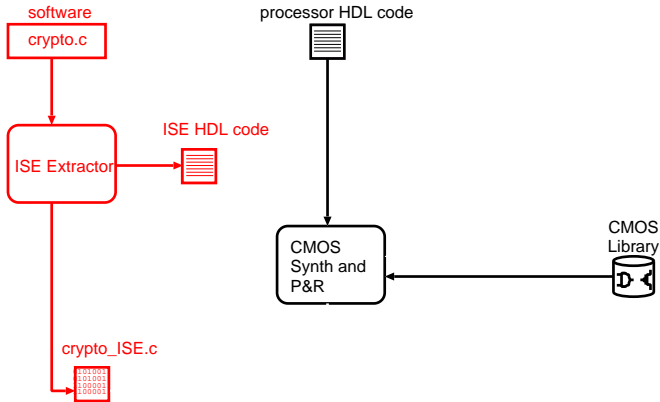 software
crypto.c
processor HDL code
ISE HDL code
ISE Extractor
CMOS
Synth and
P&R
CMOS
Library
crypto_ISE.c